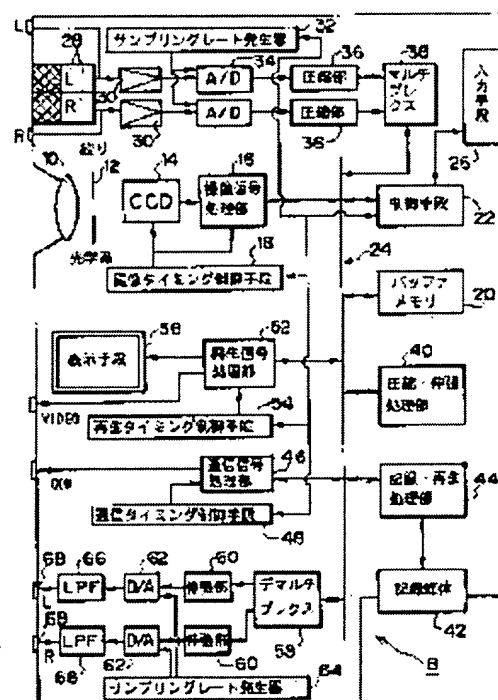 L
28
サンプリングレート発生器
32
34
36
38
L
30
A/D
圧縮部
マルチ
プレクス
入力手段
R
30
A/D
圧縮部
36
26
R
絞り
10
12
14
16
CCD
撮像信号
処理部
制御手段
22
光学系
18
24
撮像タイミング制御手段
バッファ
メモリ
20
56
52
表示手段
再生信号
処理部
40
圧縮・伸張
処理部
VIDEO
54
再生タイミング制御手段
46
通信信号
処理部
記録・再生
処理部
44
通信タイミング制御手段
48
68
66
62
60
L
LPF
D/A
伸張部
デマルチ
プレクス
記録媒体
42
68
R
LPF
D/A
伸張部
66
62
60
58
B
サンプリングレート発生器
64